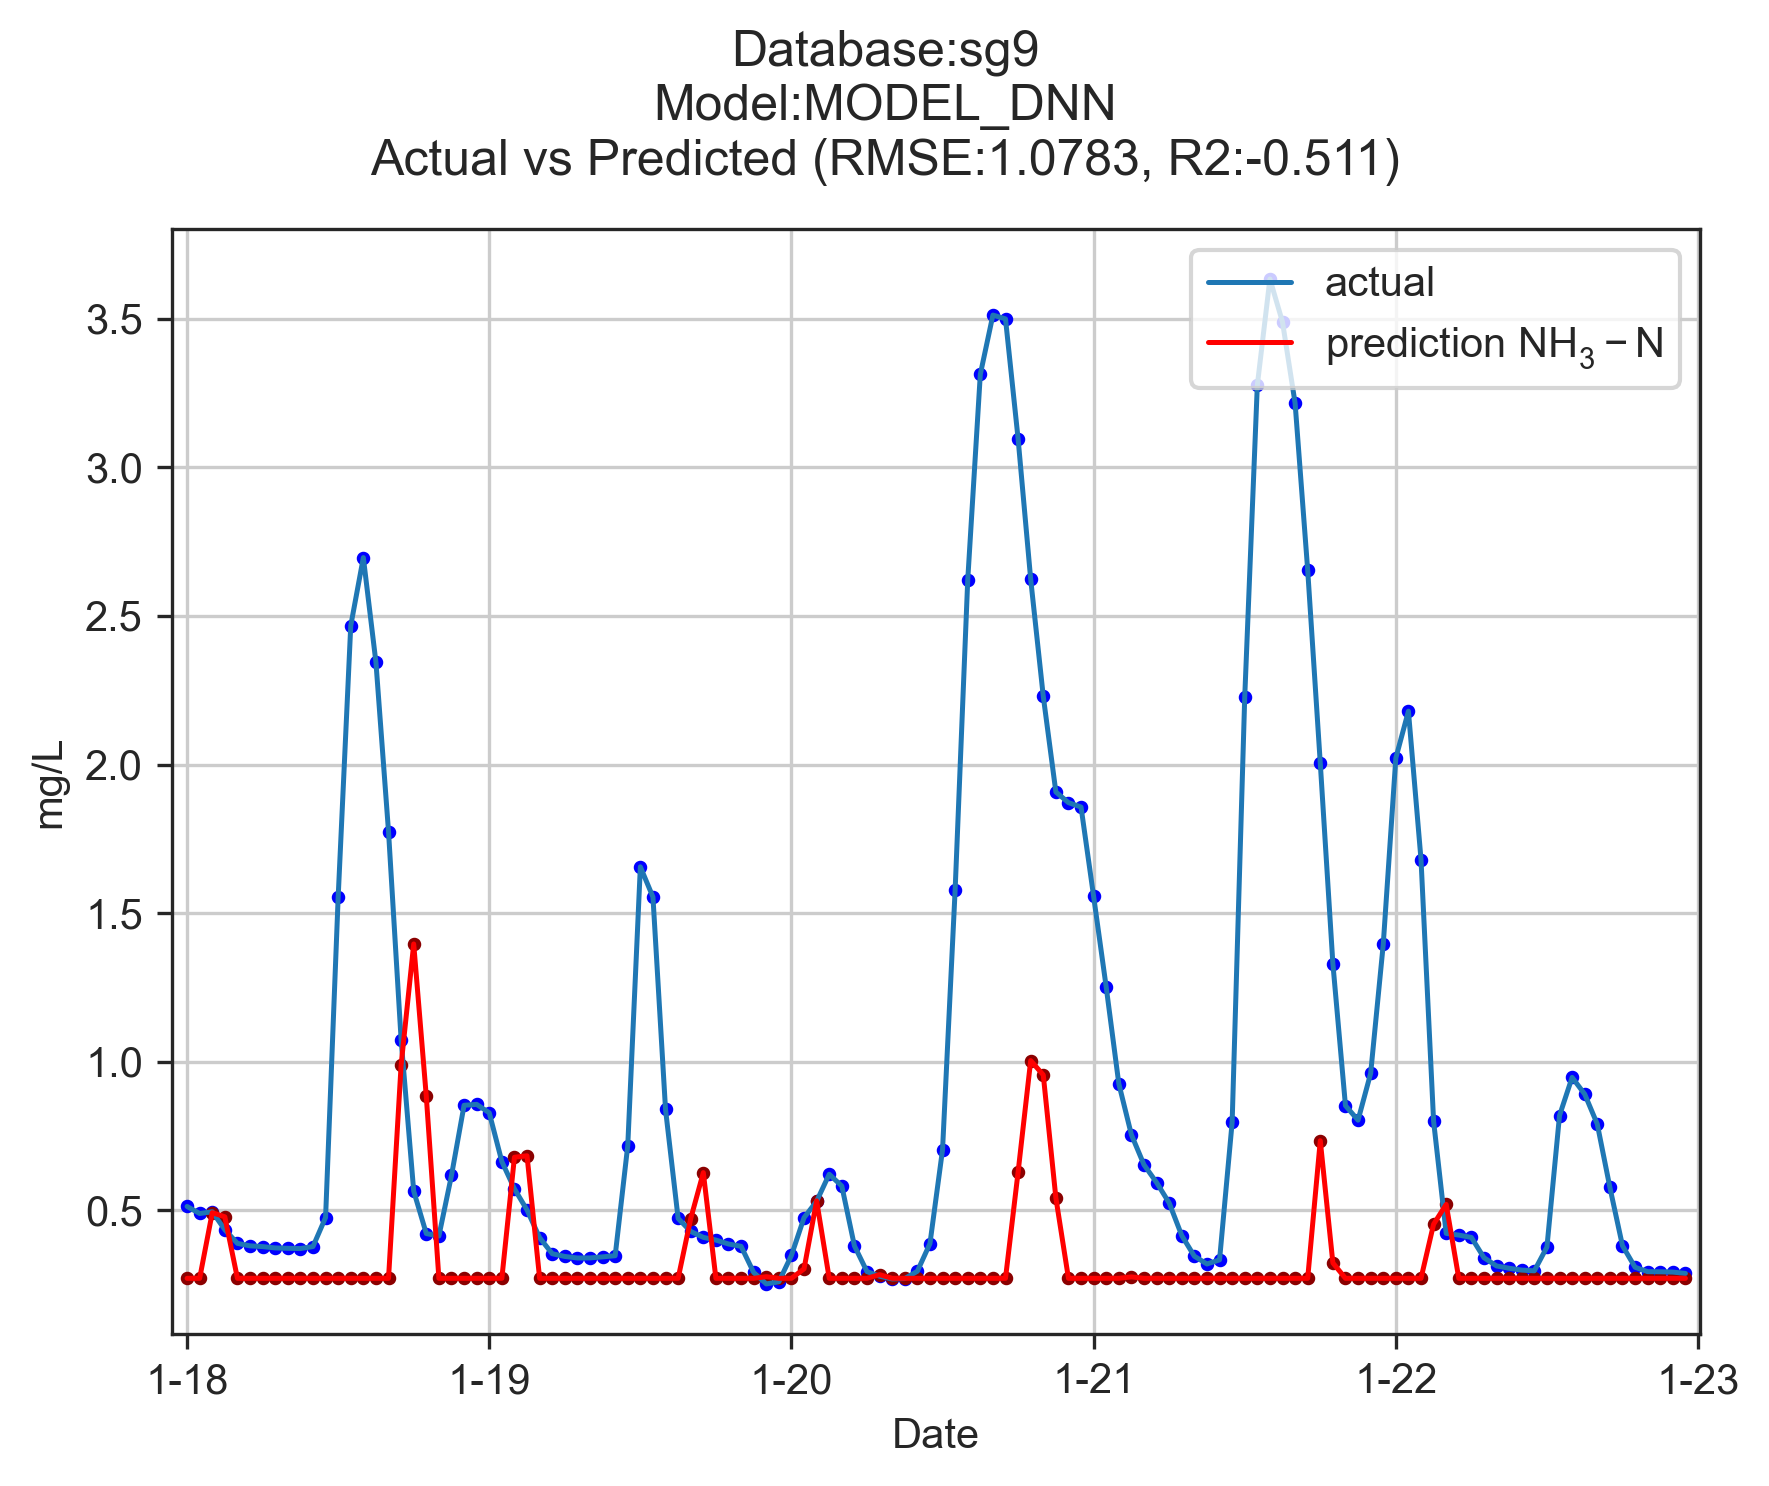 Database:sg9
Model:MODEL_DNN
Actual vs Predicted (RMSE:1.0783, R2:-0.511)
actual
prediction NH₃ − N
3.5
3.0
2.5
2.0
1.5
1.0
0.5
mg/L
1-18 1-19 1-20 1-21 1-22 1-23
Date